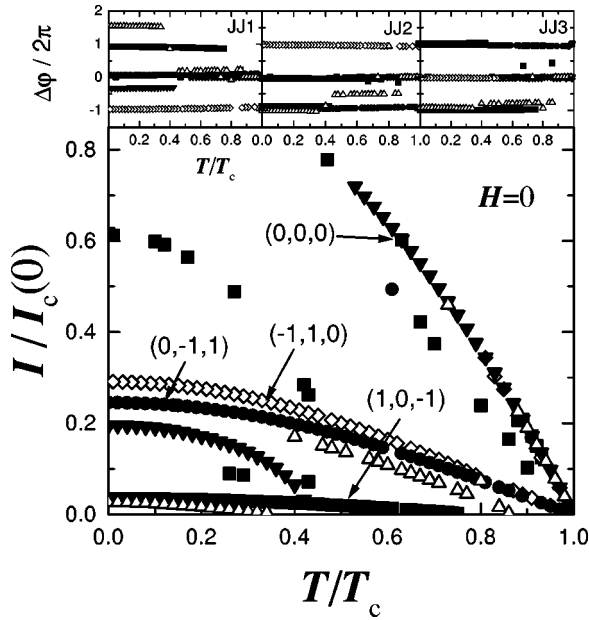 Δφ / 2π
2
1
0
-1
JJ1
JJ2
JJ3
0.2 0.4 0.6 0.8 1.0 0.2 0.4 0.6 0.8 1.0 0.2 0.4 0.6 0.8 1.0
T/Tc
H=0
I / Ic(0)
0.8
0.6
0.4
0.2
0.0
(0,0,0)
(0,-1,1)
(-1,1,0)
(1,0,-1)
0.0 0.2 0.4 0.6 0.8 1.0
T/Tc